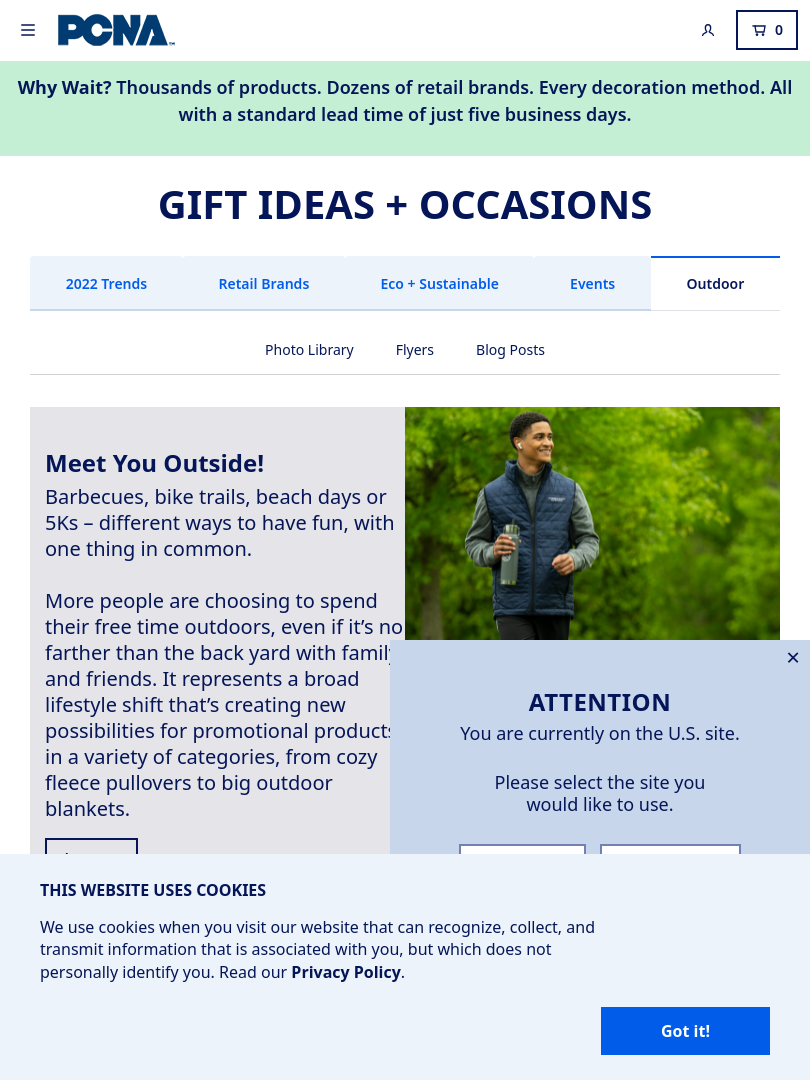 PCNA
0
Why Wait? Thousands of products. Dozens of retail brands. Every decoration method. All
with a standard lead time of just five business days.
GIFT IDEAS + OCCASIONS
2022 Trends
Retail Brands
Eco + Sustainable
Events
Outdoor
Photo Library
Flyers
Blog Posts
Meet You Outside!
Barbecues, bike trails, beach days or
5Ks – different ways to have fun, with
one thing in common.
More people are choosing to spend
their free time outdoors, even if it’s no
farther than the back yard with family
and friends. It represents a broad
lifestyle shift that’s creating new
possibilities for promotional products
in a variety of categories, from cozy
fleece pullovers to big outdoor
blankets.
ATTENTION
You are currently on the U.S. site.
Please select the site you
would like to use.
THIS WEBSITE USES COOKIES
We use cookies when you visit our website that can recognize, collect, and
transmit information that is associated with you, but which does not
personally identify you. Read our Privacy Policy.
Got it!